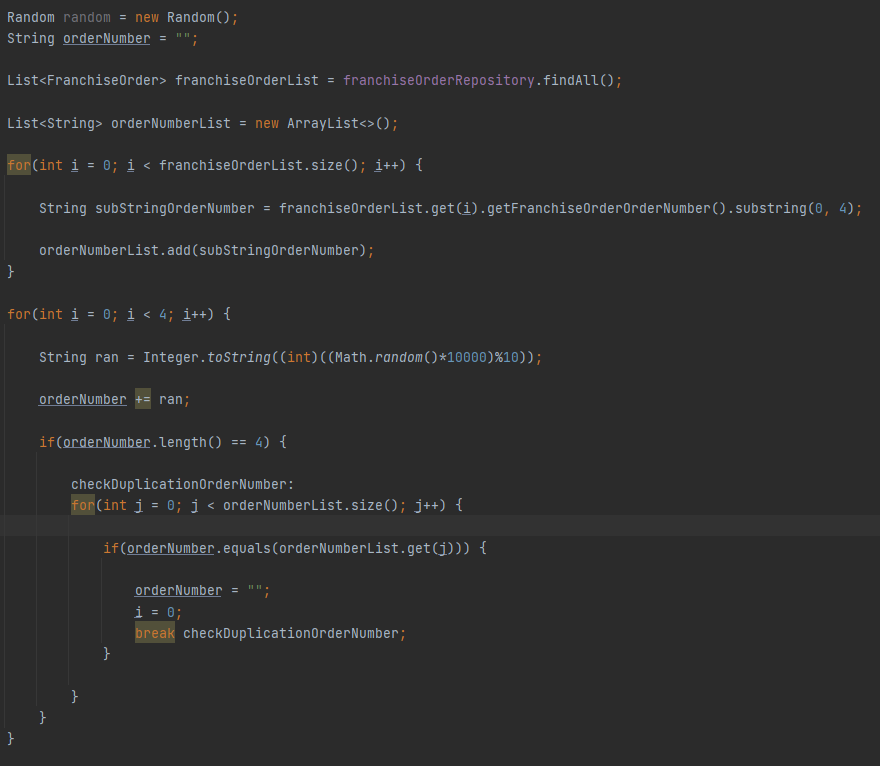 Random random = new Random();
String orderNumber = "";
List<FranchiseOrder> franchiseOrderList = franchiseOrderRepository.findAll();
List<String> orderNumberList = new ArrayList<>();
for(int i = 0; i < franchiseOrderList.size(); i++) {
String subStringOrderNumber = franchiseOrderList.get(i).getFranchiseOrderOrderNumber().substring(0, 4);
orderNumberList.add(subStringOrderNumber);
}
for(int i = 0; i < 4; i++) {
String ran = Integer.toString((int)((Math.random()*10000)%10));
orderNumber += ran;
if(orderNumber.length() == 4) {
checkDuplicationOrderNumber:
for(int j = 0; j < orderNumberList.size(); j++) {
if(orderNumber.equals(orderNumberList.get(j))) {
orderNumber = "";
i = 0;
break checkDuplicationOrderNumber;
}
}
}
}